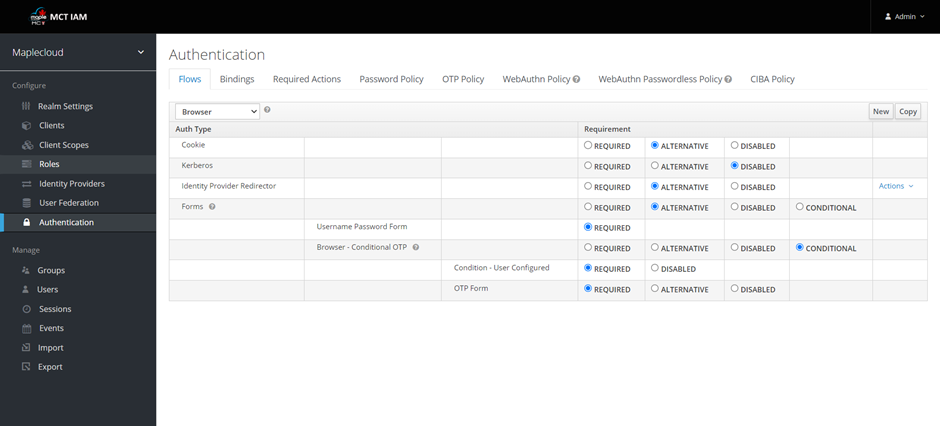 maple
MCT
MCT IAM
Admin
Maplecloud
Configure
Realm Settings
Clients
Client Scopes
Roles
Identity Providers
User Federation
Authentication
Manage
Groups
Users
Sessions
Events
Import
Export
Authentication
Flows Bindings Required Actions Password Policy OTP Policy WebAuthn Policy WebAuthn Passwordless Policy CIBA Policy
Browser New Copy
Auth Type Requirement
Cookie REQUIRED ALTERNATIVE DISABLED
Kerberos REQUIRED ALTERNATIVE DISABLED
Identity Provider Redirector REQUIRED ALTERNATIVE DISABLED Actions
Forms REQUIRED ALTERNATIVE DISABLED CONDITIONAL
Username Password Form REQUIRED
Browser - Conditional OTP REQUIRED ALTERNATIVE DISABLED CONDITIONAL
Condition - User Configured REQUIRED DISABLED
OTP Form REQUIRED ALTERNATIVE DISABLED